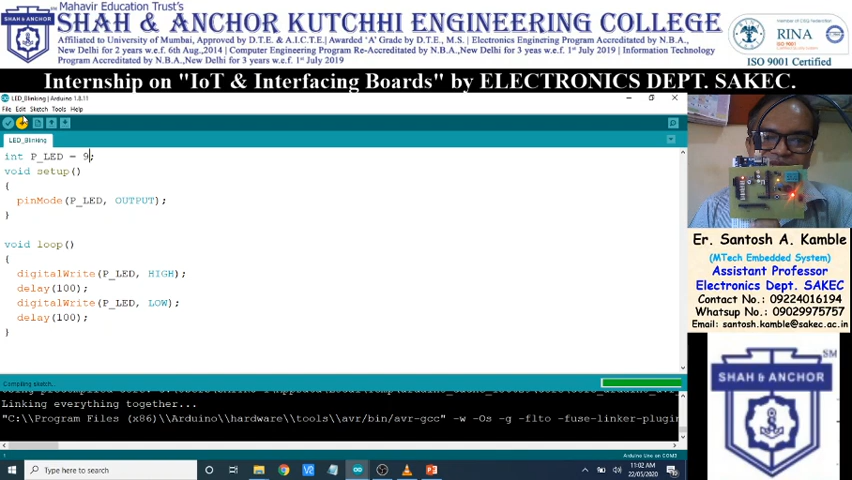 Mahavir Education Trust's
SHAH & ANCHOR KUTCHHI ENGINEERING COLLEGE
Affiliated to University of Mumbai, Approved by D.T.E. & A.I.C.T.E | Awarded 'A' Grade by D.T.E., M.S. | Electronics Engineering Program Accredited by N.B.A.,
New Delhi for 2 years w.e.f. 6th Aug.,2014 | Computer Engineering Program Re-Accredited by N.B.A., New Delhi for 3 yeas w.e.f. 1st July 2019 | Information Technology
Program Accredited by N.B.A., New Delhi for 3 years w.e.f. 1st July 2019
RINA
ISO 9001 Certified
Internship on "IoT & Interfacing Boards" by ELECTRONICS DEPT. SAKEC.
LED_Blinking | Arduino 1.8.11
File Edit Sketch Tools Help
LED_Blinking
int P_LED = 9;
void setup()
{
pinMode(P_LED, OUTPUT);
}
void loop()
{
digitalWrite(P_LED, HIGH);
delay(100);
digitalWrite(P_LED, LOW);
delay(100);
}
Compiling sketch...
Linking everything together...
"C:\\Program Files (x86)\\Arduino\\hardware\\tools\\avr/bin/avr-gcc" -w -Os -g -flto -fuse-linker-plugin
Arduino Uno on COM3
Type here to search
11:02 AM
22/05/2020
Er. Santosh A. Kamble
(MTech Embedded System)
Assistant Professor
Electronics Dept. SAKEC
Contact No.: 09224016194
Whatsup No.: 09029975757
Email: santosh.kamble@sakec.ac.in
SM
SHAH & ANCHOR